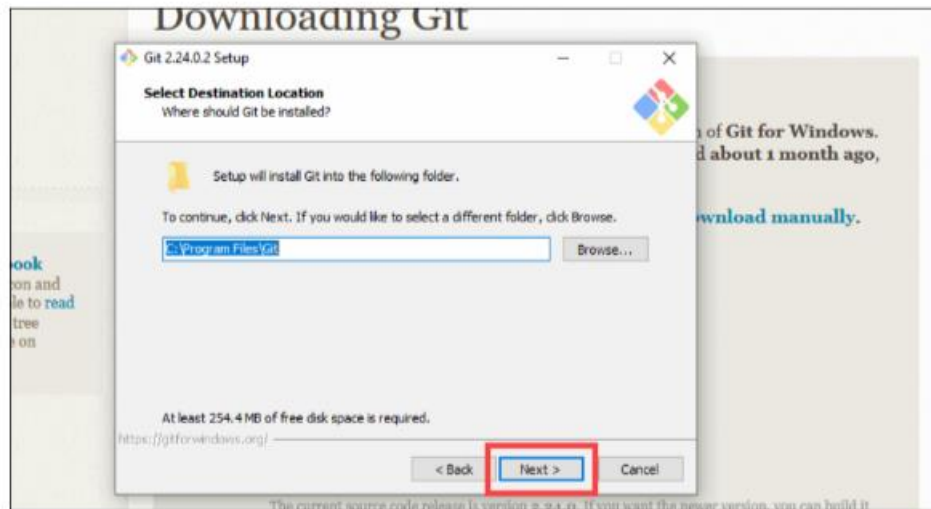 Downloading Git
Git 2.24.0.2 Setup
Select Destination Location
Where should Git be installed?
Setup will install Git into the following folder.
To continue, click Next. If you would like to select a different folder, click Browse.
C:\Program Files\Git
Browse...
At least 254.4 MB of free disk space is required.
https://gitforwindows.org/
< Back
Next >
Cancel
of Git for Windows.
about 1 month ago,
wnload manually.
ook
on and
le to read
tree
on
The current source code release is version 2.24.0. If you want the newer version, you can build it